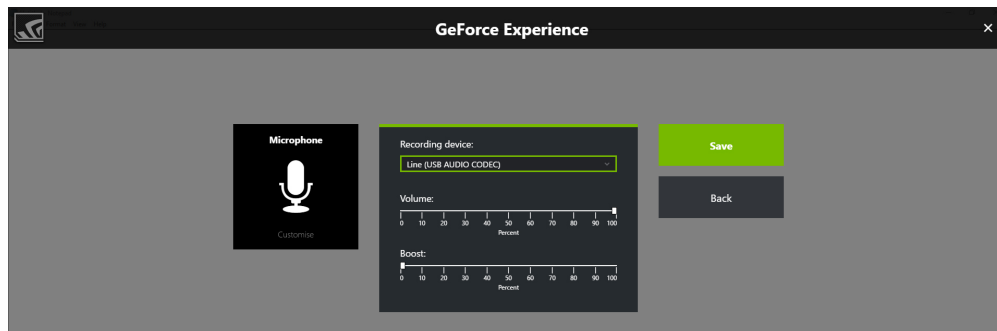 GeForce Experience
Microphone
Customise
Recording device:
Line (USB AUDIO CODEC)
Volume:
0 10 20 30 40 50 60 70 80 90 100
Percent
Boost:
0 10 20 30 40 50 60 70 80 90 100
Percent
Save
Back